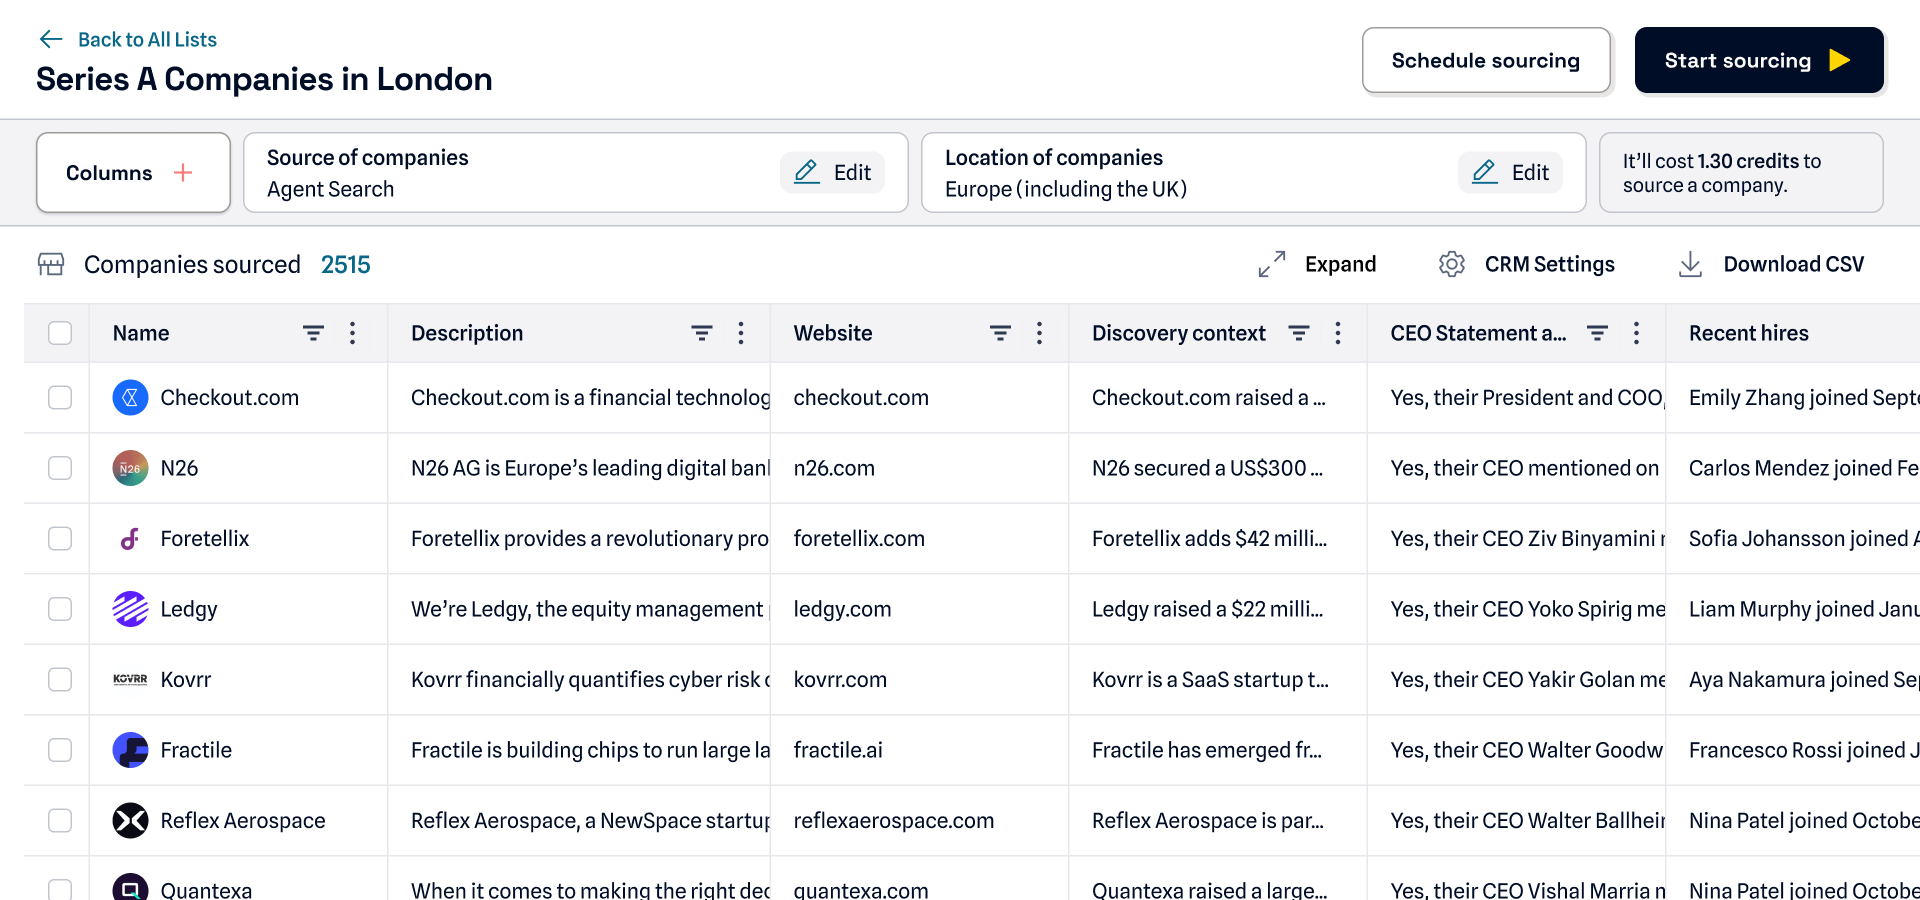 Back to All Lists
Series A Companies in London
Schedule sourcing
Start sourcing
Columns
Source of companies
Agent Search
Edit
Location of companies
Europe (including the UK)
Edit
It'll cost 1.30 credits to
source a company.
Companies sourced 2515
Expand
CRM Settings
Download CSV
Name Description Website Discovery context CEO Statement a... Recent hires
Checkout.com Checkout.com is a financial technolog checkout.com Checkout.com raised a ... Yes, their President and COO, Emily Zhang joined Septe
N26 N26 N26 AG is Europe's leading digital bank n26.com N26 secured a US$300 ... Yes, their CEO mentioned on Carlos Mendez joined Fe
Foretellix Foretellix provides a revolutionary pro foretellix.com Foretellix adds $42 milli... Yes, their CEO Ziv Binyamini Sofia Johansson joined A
Ledgy We're Ledgy, the equity management ledgy.com Ledgy raised a $22 milli... Yes, their CEO Yoko Spirig me Liam Murphy joined Janu
KOVRR Kovrr Kovrr financially quantifies cyber risk kovrr.com Kovrr is a SaaS startup t... Yes, their CEO Yakir Golan me Aya Nakamura joined Sep
Fractile Fractile is building chips to run large la fractile.ai Fractile has emerged fr... Yes, their CEO Walter Goodw Francesco Rossi joined J
Reflex Aerospace Reflex Aerospace, a NewSpace startup reflexaerospace.com Reflex Aerospace is par... Yes, their CEO Walter Ballhei Nina Patel joined Octobe
Quantexa When it comes to making the right dec quantexa.com Quantexa raised a large... Yes, their CEO Vishal Marria Nina Patel joined Octobe